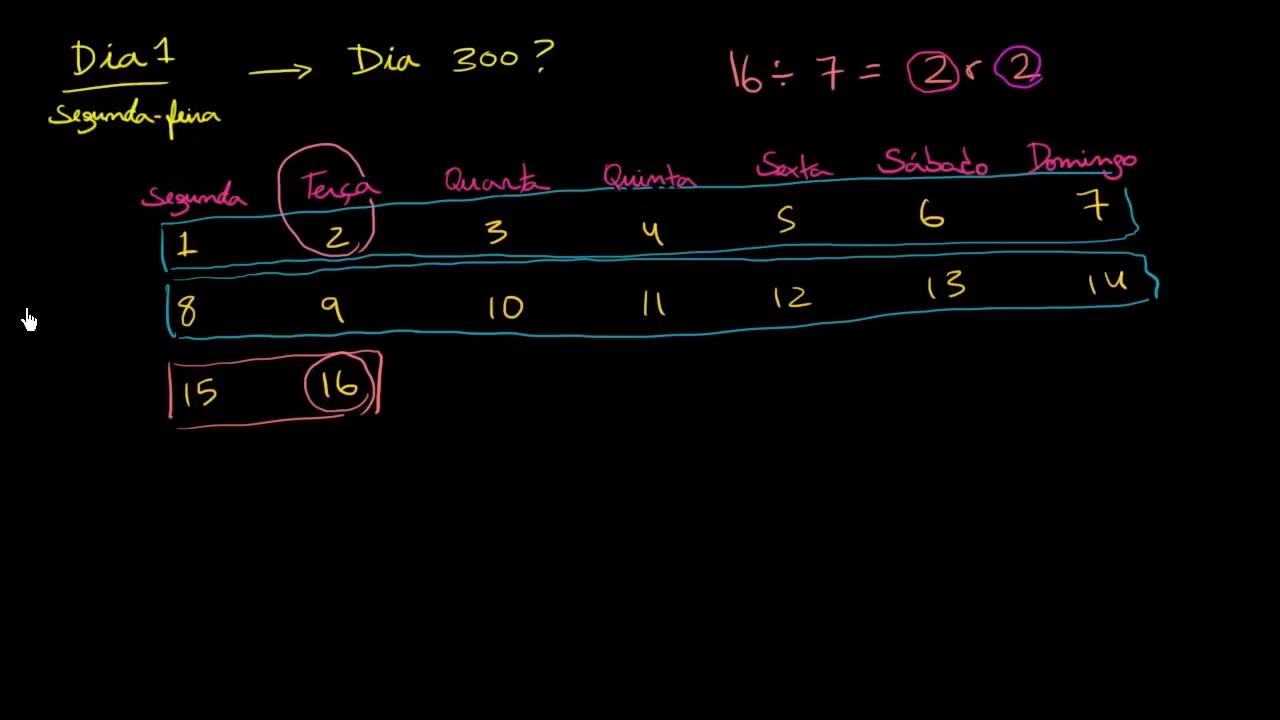 Dia 1 → Dia 300?
Segunda-feira
16 ÷ 7 = 2 r 2
Segunda Terça Quarta Quinta Sexta Sábado Domingo
1 2 3 4 5 6 7
8 9 10 11 12 13 14
15 16